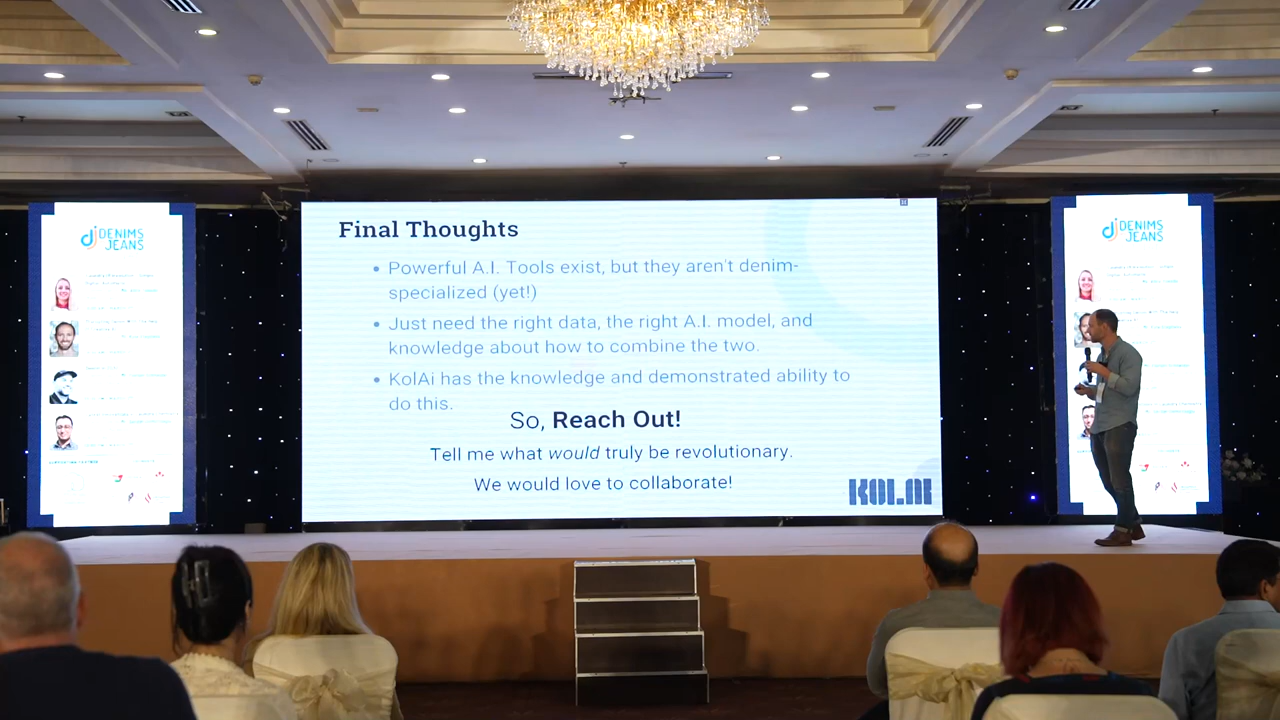 DENIMS
JEANS
Final Thoughts
• Powerful A.I. Tools exist, but they aren't denim-
specialized (yet!)
• Just need the right data, the right A.I. model, and
knowledge about how to combine the two.
• KolAi has the knowledge and demonstrated ability to
do this.
So, Reach Out!
Tell me what would truly be revolutionary.
We would love to collaborate!
KOL.AI
DENIMS
JEANS